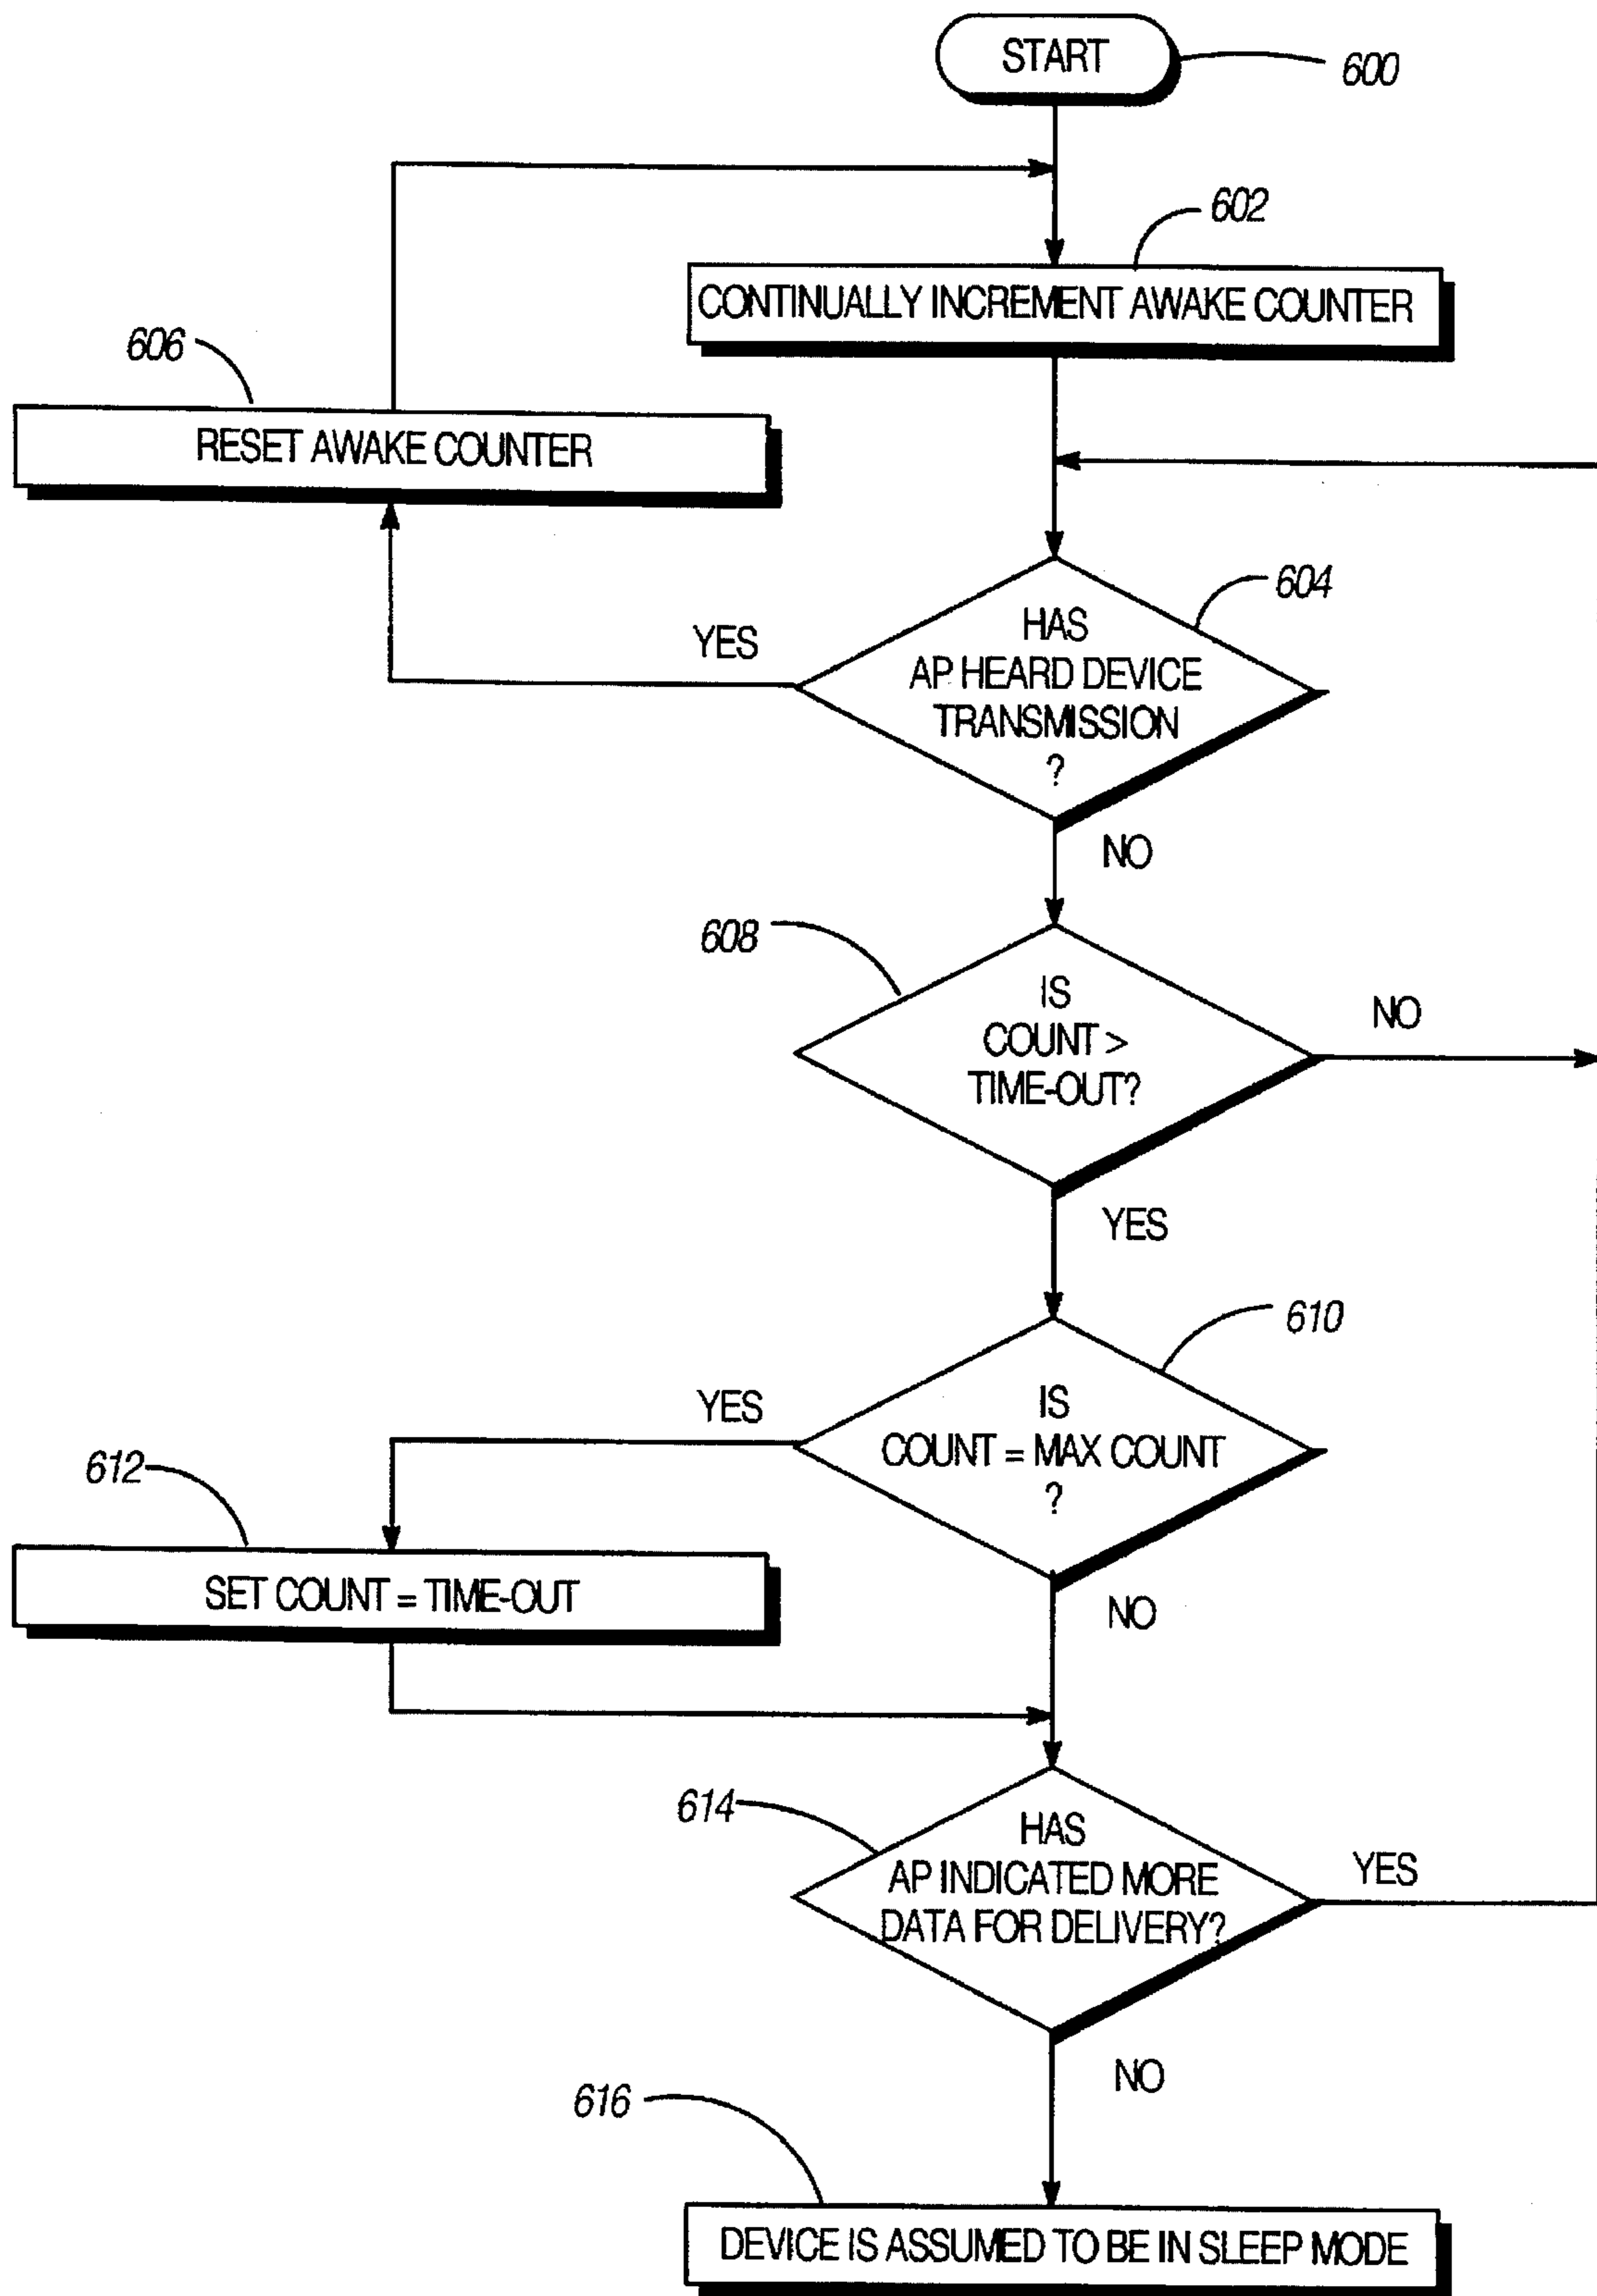 START
600
602
CONTINUALLY INCREMENT AWAKE COUNTER
606
RESET AWAKE COUNTER
604
HAS
AP HEARD DEVICE
TRANSMISSION
?
YES
NO
608
IS
COUNT >
TIME-OUT?
NO
YES
610
IS
COUNT = MAX COUNT
?
YES
612
SET COUNT = TIME-OUT
NO
614
HAS
AP INDICATED MORE
DATA FOR DELIVERY?
YES
NO
616
DEVICE IS ASSUMED TO BE IN SLEEP MODE